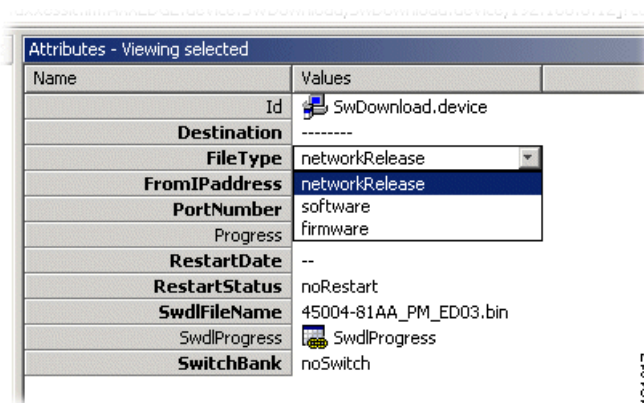 Attributes - Viewing selected
Name Values
Id SwDownload.device
Destination --------
FileType networkRelease
FromIPaddress networkRelease
PortNumber software
Progress firmware
RestartDate --
RestartStatus noRestart
SwdlFileName 45004-81AA_PM_ED03.bin
SwdlProgress SwdlProgress
SwitchBank noSwitch